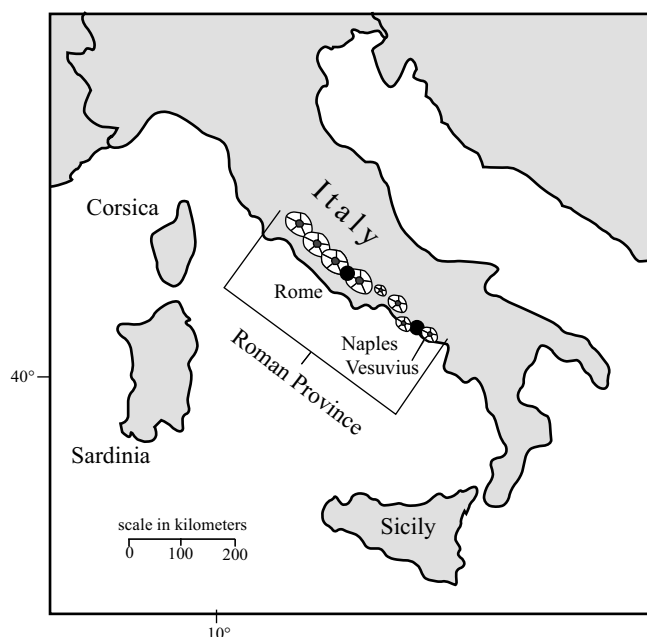 Italy
Corsica
Rome
Naples
Vesuvius
Roman Province
40°
Sardinia
Sicily
scale in kilometers
0 100 200
10°